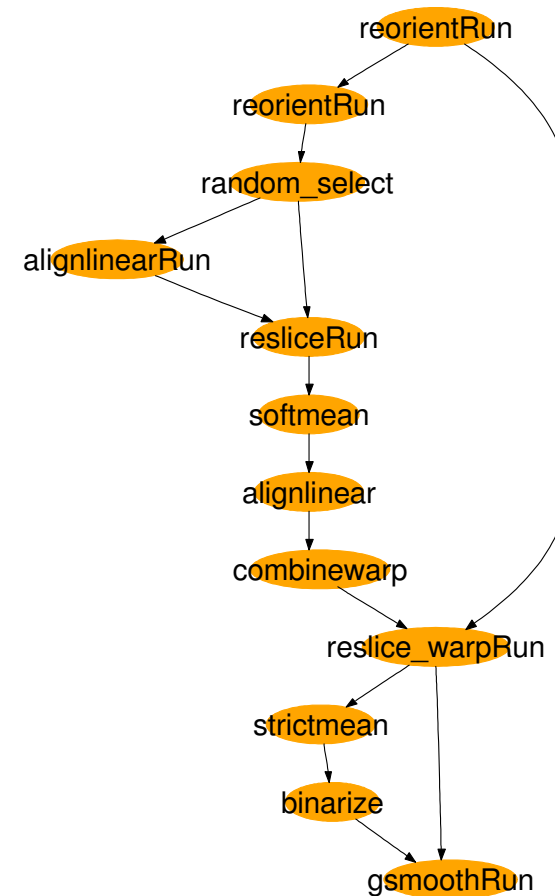 reorientRun
reorientRun
random_select
alignlinearRun
resliceRun
softmean
alignlinear
combinewarp
reslice_warpRun
strictmean
binarize
gsmoothRun